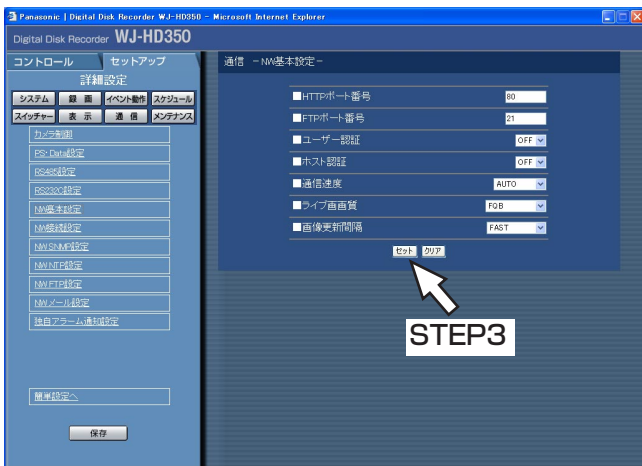 Panasonic | Digital Disk Recorder WJ-HD350 - Microsoft Internet Explorer
Digital Disk Recorder WJ-HD350
コントロール セットアップ
詳細設定
システム 録 画 イベント動作 スケジュール
スイッチャー 表 示 通 信 メンテナンス
カメラ制御
PS・Data設定
RS485設定
RS232C設定
NW基本設定
NW接続設定
NW SNMP設定
NW NTP設定
NW FTP設定
NW メール設定
独自アラーム通知設定
簡単設定へ
保存
通信 －NW基本設定－
■HTTPポート番号 80
■FTPポート番号 21
■ユーザー認証 OFF
■ホスト認証 OFF
■通信速度 AUTO
■ライブ画画質 FQB
■画像更新間隔 FAST
セット クリア
STEP3